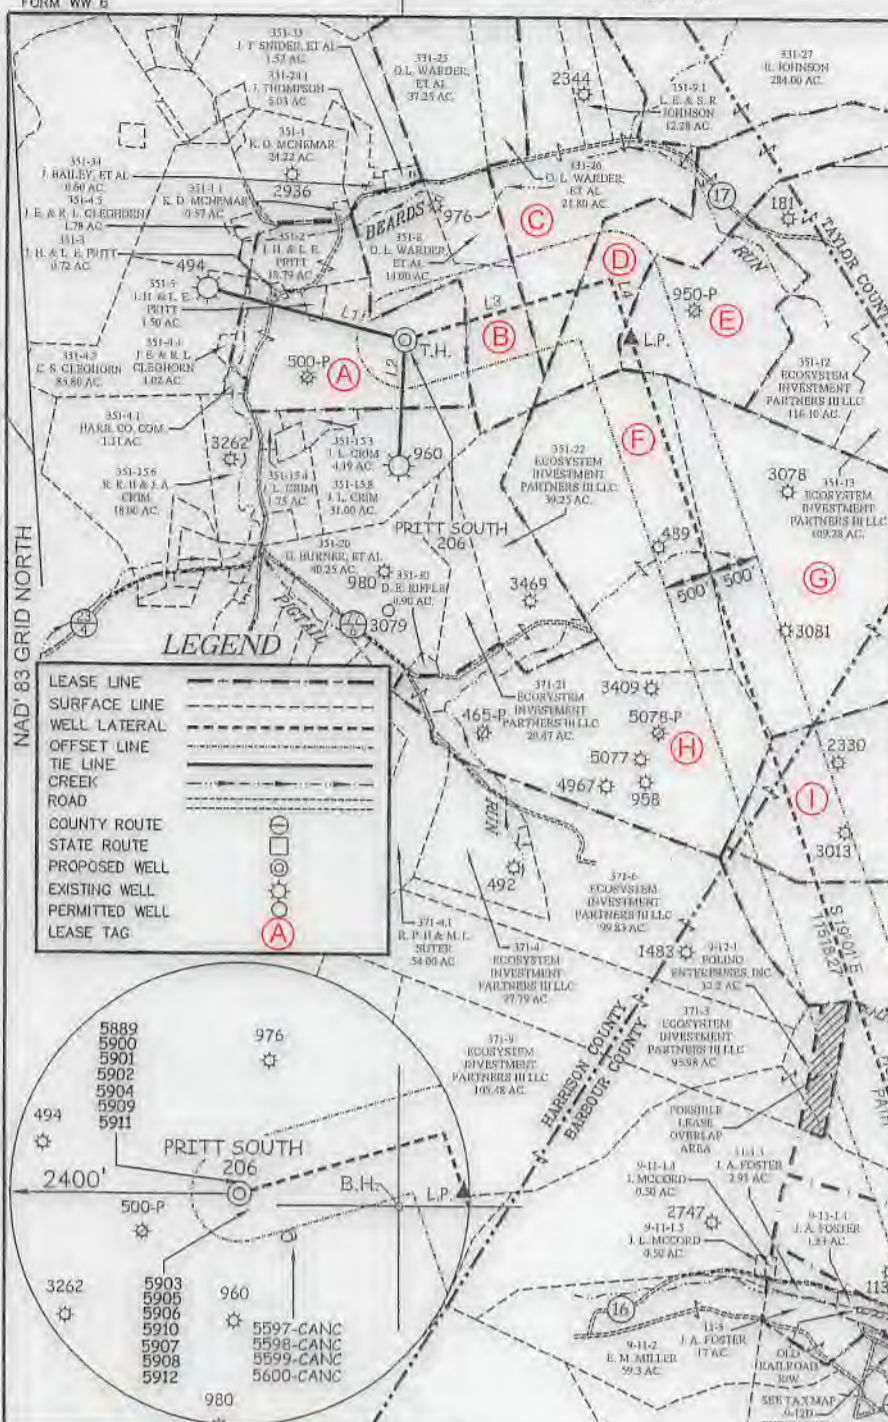 FORM WW 6
351-33
J. T. SNIDER, ET AL
1.52 AC.
331-24.1
J. THOMPSON
5.03 AC.
331-25
O.L. WARDER,
ET AL
37.25 AC.
2344
351-9.1
L. E. & S. R.
JOHNSON
12.28 AC.
331-27
R. JOHNSON
284.00 AC.
351-1
K. D. MCNEMAR
24.22 AC.
2936
351-34
J. BAILEY, ET AL
0.60 AC.
351-1.1
K. D. MCNEMAR
0.57 AC.
351-4.5
J. E. & R. L. CLEGHORN
1.78 AC.
351-3
J. H. & L. E. PRITT
0.72 AC.
BEARDS
976
O. L. WARDER,
ET AL
21.80 AC.
C
17
181
TAYLOR COUN
RUN
351-2
J. H. & L. E.
PRITT
18.79 AC.
351-8
O. L. WARDER,
ET AL
14.00 AC.
D
494
351-5
J. H. & L. E.
PRITT
1.50 AC.
L1
L3
L4
950-P
E
B
T.H.
L.P.
L2
351-4.2
C. S. CLEGHORN
85.80 AC.
351-4.4
J. E. & R. L.
CLEGHORN
1.02 AC.
500-P
A
351-12
ECOSYSTEM
INVESTMENT
PARTNERS III LLC
116.10 AC.
351-4.1
HARR. CO. COM.
1.31 AC.
3262
351-15.3
J. L. CRIM
4.19 AC.
960
F
351-15.6
R. R. II & J. A.
CRIM
18.00 AC.
351-15.4
J. L. CRIM
1.75 AC.
351-15.8
J. L. CRIM
31.00 AC.
351-22
ECOSYSTEM
INVESTMENT
PARTNERS III LLC
39.25 AC.
3078
351-13
ECOSYSTEM
INVESTMENT
PARTNERS III LLC
109.28 AC.
PRITT SOUTH
206
489
351-20
G. BURNER, ET AL
40.25 AC.
980
351-30
D. E. RIFFLE
0.90 AC.
3469
500' 500'
G
PIGTAIL
3079
3081
NAD' 83 GRID NORTH
LEGEND
LEASE LINE
SURFACE LINE
WELL LATERAL
OFFSET LINE
TIE LINE
CREEK
ROAD
COUNTY ROUTE
STATE ROUTE
PROPOSED WELL
EXISTING WELL
PERMITTED WELL
LEASE TAG
A
371-21
ECOSYSTEM
INVESTMENT
PARTNERS III LLC
3409
465-P
5078-P
H
5077
4967
958
2330
I
RUN
3013
492
371-6
ECOSYSTEM
INVESTMENT
PARTNERS III LLC
99.83 AC.
371-4.1
R. P. II & M. L.
SUTER
54.00 AC.
371-4
ECOSYSTEM
INVESTMENT
PARTNERS III LLC
97.79 AC.
1483
9-12-1
POLINO
ENTERPRISES, INC.
S 19°01' E
11918.27
HARRISON COUNTY
BARBOUR COUNTY
371-9
ECOSYSTEM
INVESTMENT
PARTNERS III LLC
105.48 AC.
371-3
ECOSYSTEM
INVESTMENT
PARTNERS III LLC
95.98 AC.
POSSIBLE
LEASE
OVERLAP
AREA
5889
5900
5901
5902
5904
5909
5911
976
494
PRITT SOUTH
206
2400'
B.H.
L.P.
500-P
5903
5905
5906
5910
5907
5908
5912
3262
960
5597-CANC
5598-CANC
5599-CANC
5600-CANC
980
9-11-1.4
J. MCCORD
0.50 AC.
J. A. FOSTER
2.93 AC.
2747
9-11-1.5
J. L. MCCORD
0.50 AC.
9-11-1.1
J. A. FOSTER
1.33 AC.
113
16
9-11-2
E. M. MILLER
59.3 AC.
11-3
J. A. FOSTER
17 AC.
OLD
RAILROAD
R/W
SEE TAX MAP
9-12D